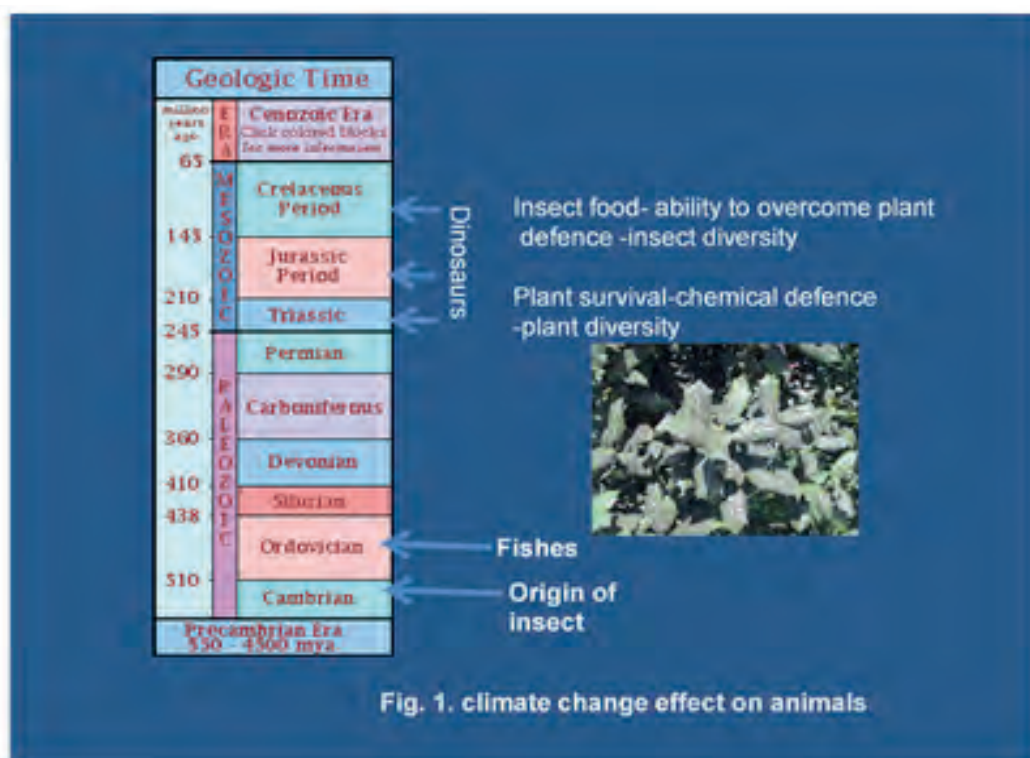 Geologic Time
million
years
ago
E
R
A
Cenozoic Era
Click colored blocks
for more information
65
M
E
S
O
Z
O
I
C
Cretaceous
Period
145
Jurassic
Period
210
Triassic
245
P
A
L
E
O
Z
O
I
C
Permian
290
Carboniferous
360
Devonian
410
Silurian
438
Ordovician
510
Cambrian
Precambrian Era
550 - 4500 mya
Dinosaurs
Insect food- ability to overcome plant
defence -insect diversity
Plant survival-chemical defence
-plant diversity
Fishes
Origin of
insect
Fig. 1. climate change effect on animals